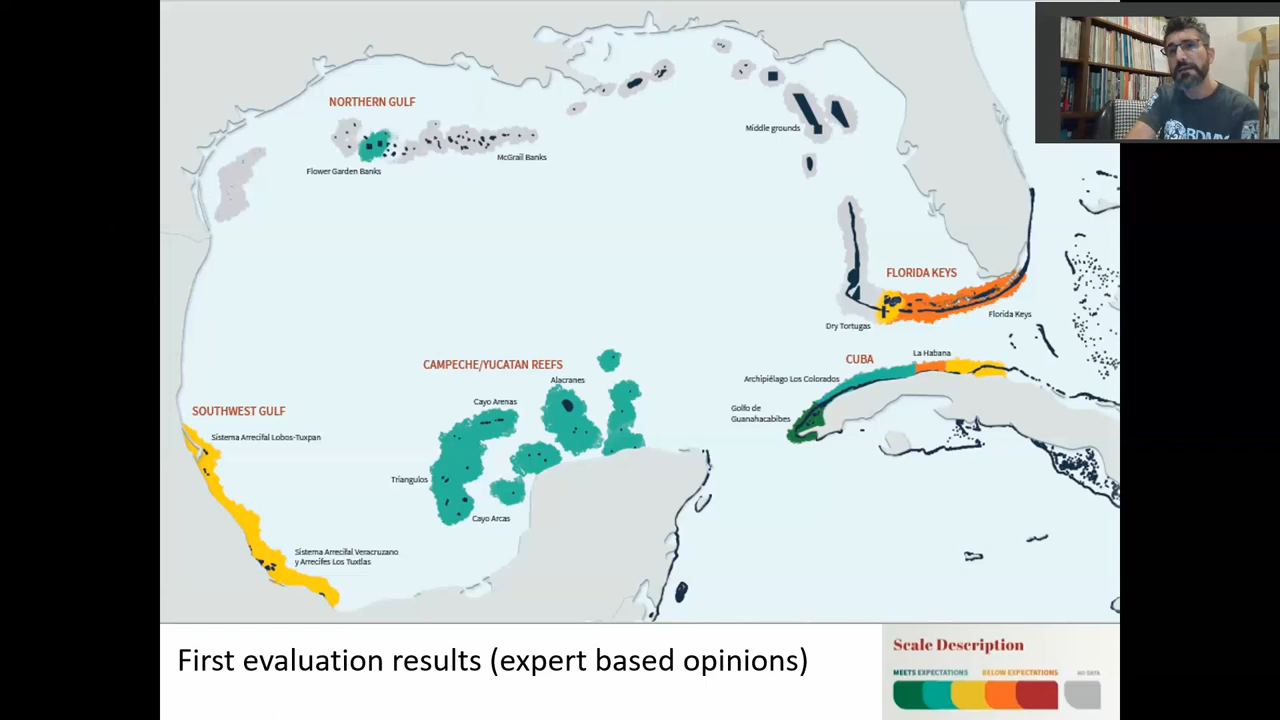 NORTHERN GULF
Flower Garden Banks
McGrail Banks
Middle grounds
FLORIDA KEYS
Dry Tortugas
Florida Keys
CUBA
La Habana
Archipiélago Los Colorados
Golfo de
Guanahacabibes
CAMPECHE/YUCATAN REEFS
Alacranes
Cayo Arenas
Triangulos
Cayo Arcas
SOUTHWEST GULF
Sistema Arrecifal Lobos-Tuxpan
Sistema Arrecifal Veracruzano
y Arrecifes Los Tuxtlas
First evaluation results (expert based opinions)
Scale Description
MEETS EXPECTATIONS
BELOW EXPECTATIONS
NO DATA